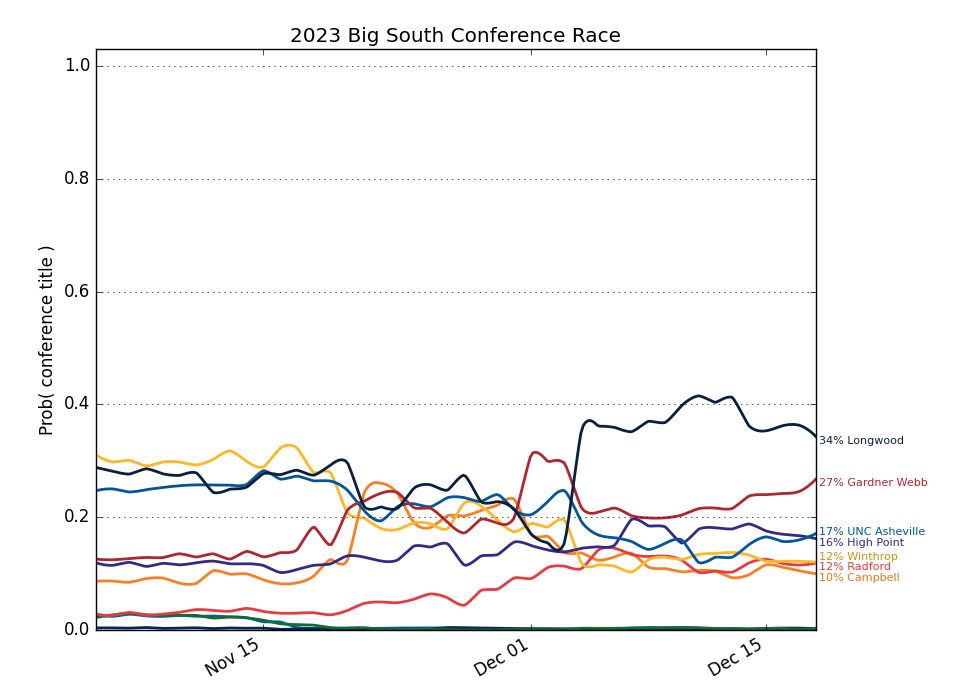 2023 Big South Conference Race
Prob( conference title )
1.0
0.8
0.6
0.4
0.2
0.0
Nov 15
Dec 01
Dec 15
34% Longwood
27% Gardner Webb
17% UNC Asheville
16% High Point
12% Winthrop
12% Radford
10% Campbell